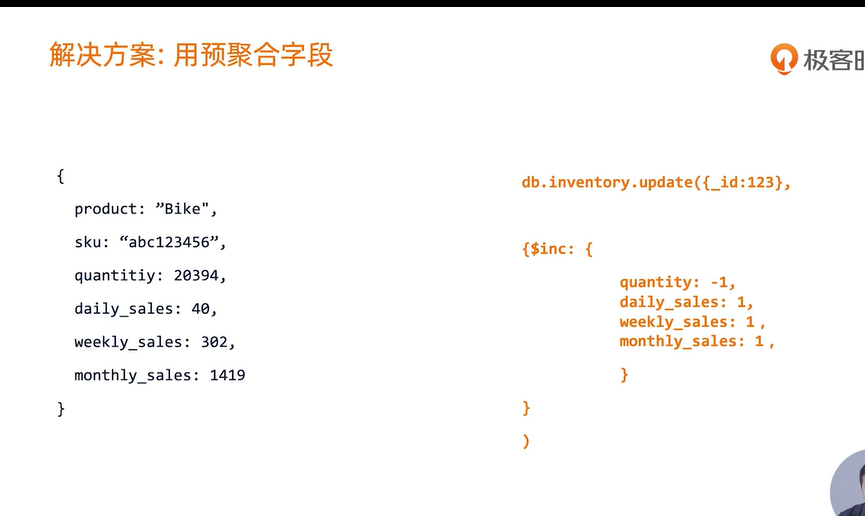 解决方案: 用预聚合字段
极客时
{
product: ”Bike",
sku: “abc123456”,
quantitiy: 20394,
daily_sales: 40,
weekly_sales: 302,
monthly_sales: 1419
}
db.inventory.update({_id:123},
{$inc: {
quantity: -1,
daily_sales: 1,
weekly_sales: 1,
monthly_sales: 1,
}
}
)